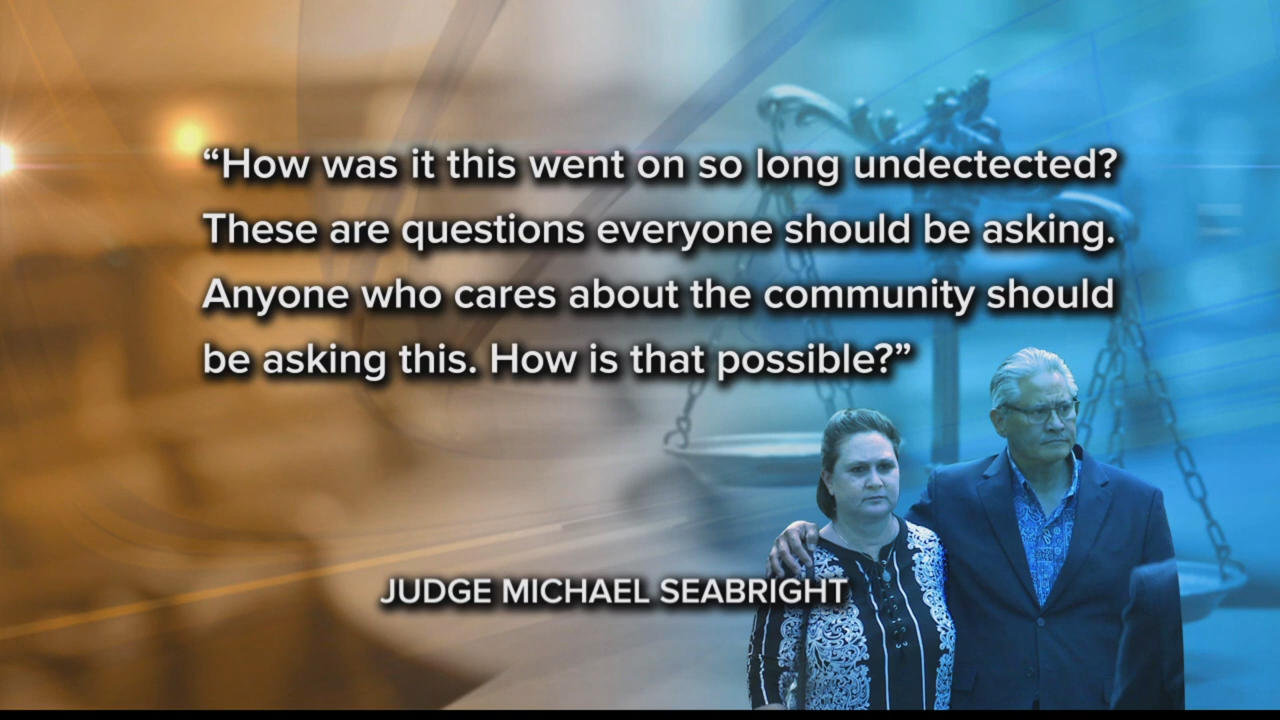 “How was it this went on so long undectected?
These are questions everyone should be asking.
Anyone who cares about the community should
be asking this. How is that possible?”
JUDGE MICHAEL SEABRIGHT